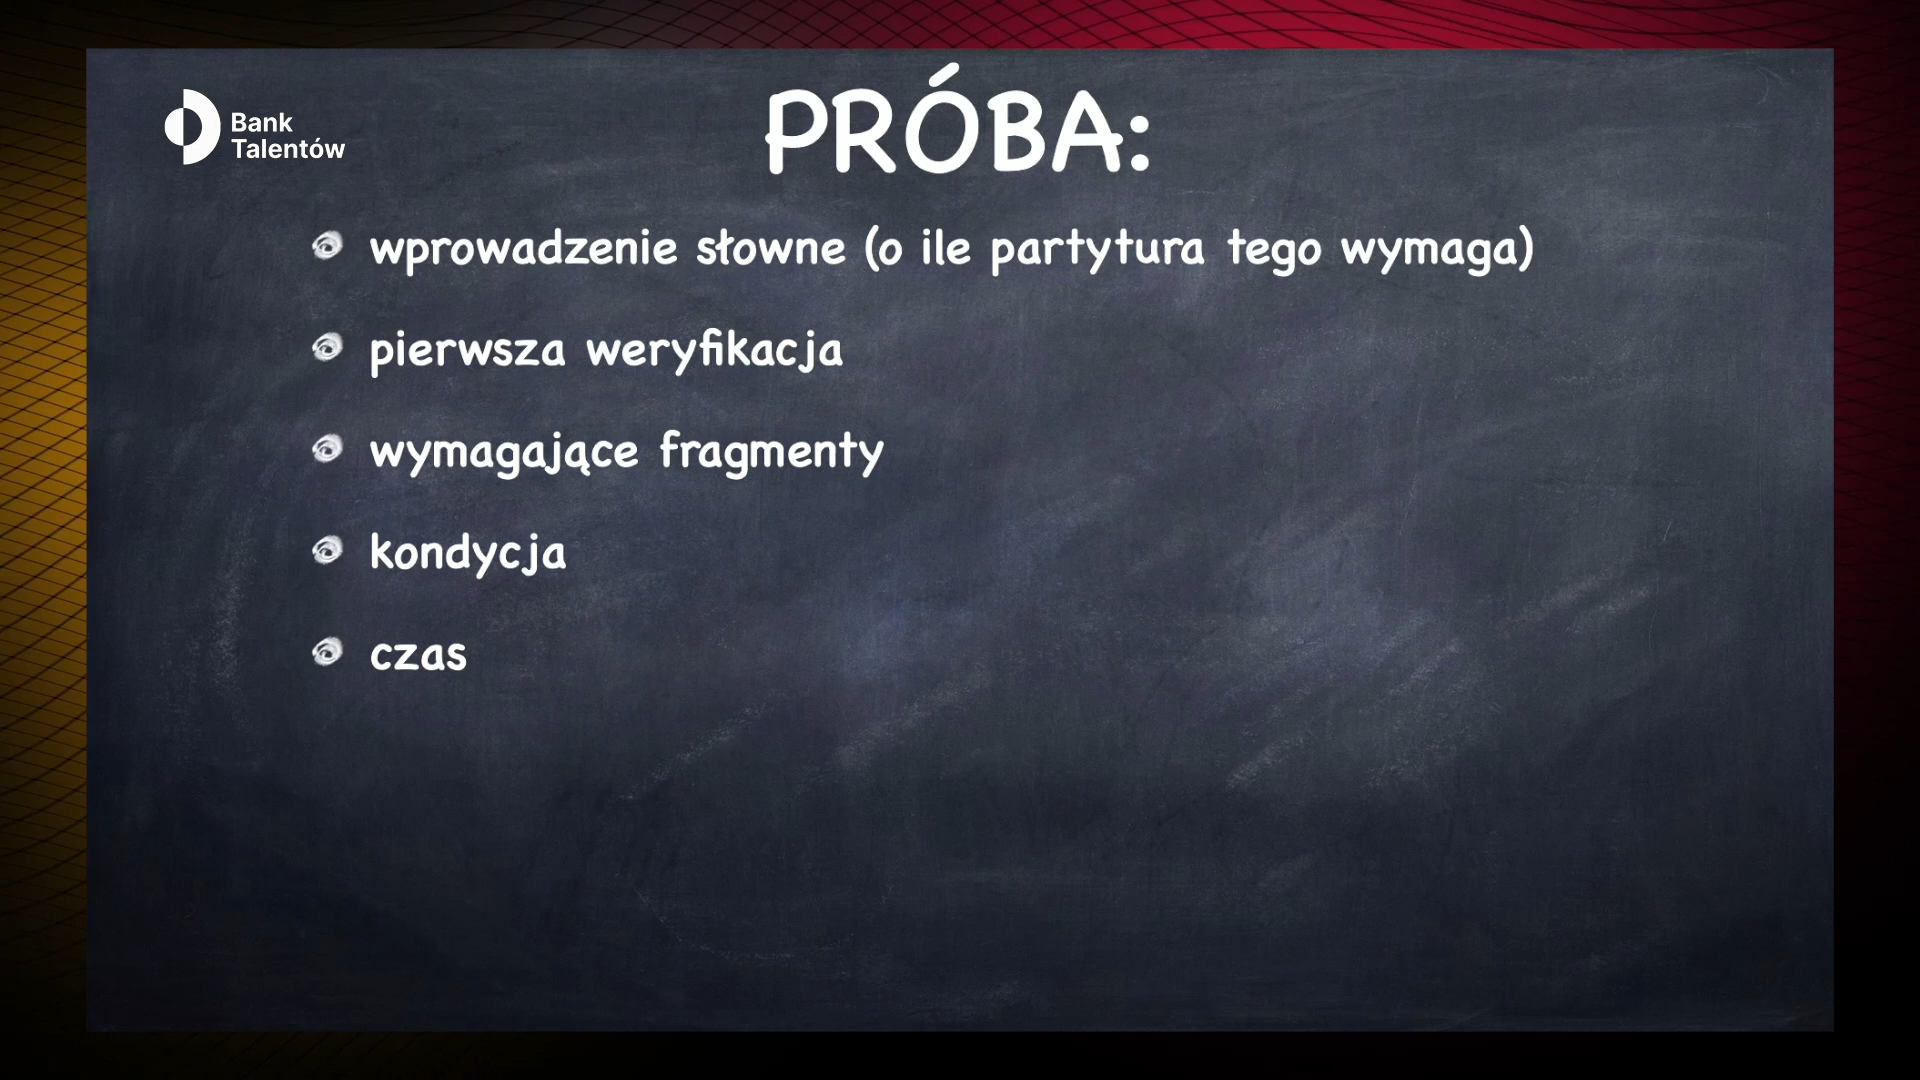 Bank
Talentów
PRÓBA:
wprowadzenie słowne (o ile partytura tego wymaga)
pierwsza weryfikacja
wymagające fragmenty
kondycja
czas